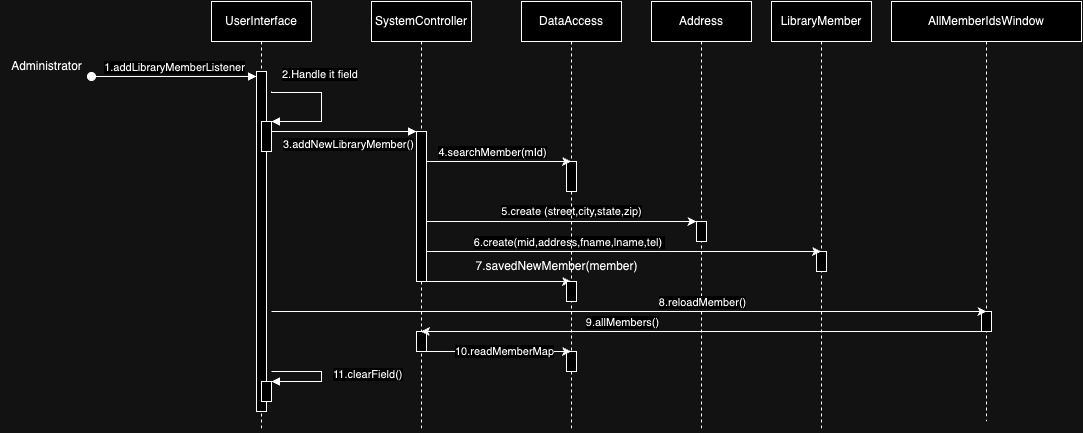 UserInterface
SystemController
DataAccess
Address
LibraryMember
AllMemberIdsWindow
Administrator
1.addLibraryMemberListener
2.Handle it field
3.addNewLibraryMember()
4.searchMember(mId)
5.create (street,city,state,zip)
6.create(mid,address,fname,lname,tel)
7.savedNewMember(member)
8.reloadMember()
9.allMembers()
10.readMemberMap
11.clearField()